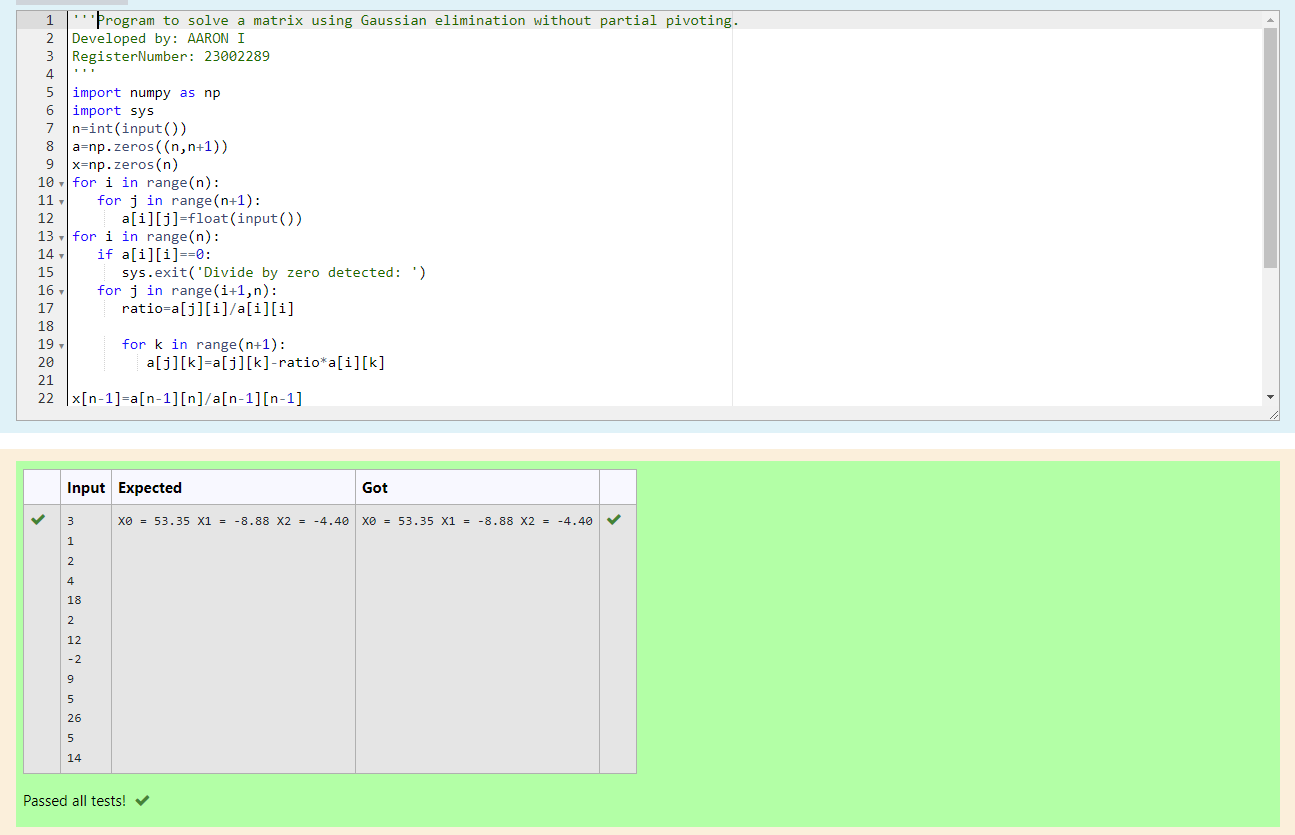 1 '''Program to solve a matrix using Gaussian elimination without partial pivoting.
2 Developed by: AARON I
3 RegisterNumber: 23002289
4 '''
5 import numpy as np
6 import sys
7 n=int(input())
8 a=np.zeros((n,n+1))
9 x=np.zeros(n)
10 for i in range(n):
11    for j in range(n+1):
12       a[i][j]=float(input())
13 for i in range(n):
14    if a[i][i]==0:
15       sys.exit('Divide by zero detected: ')
16    for j in range(i+1,n):
17       ratio=a[j][i]/a[i][i]
18
19       for k in range(n+1):
20          a[j][k]=a[j][k]-ratio*a[i][k]
21
22 x[n-1]=a[n-1][n]/a[n-1][n-1]
Input Expected Got
3 X0 = 53.35 X1 = -8.88 X2 = -4.40 X0 = 53.35 X1 = -8.88 X2 = -4.40
1
2
4
18
2
12
-2
9
5
26
5
14
Passed all tests!